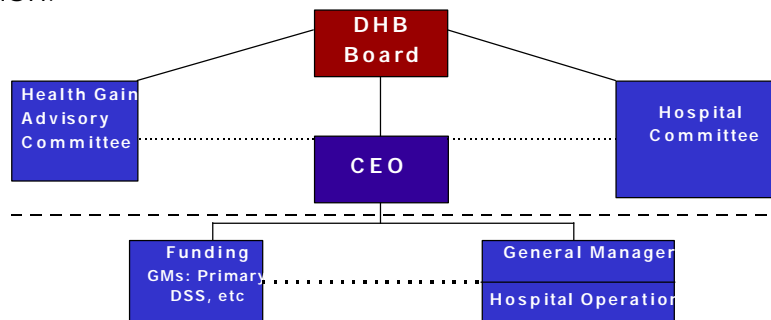 DHB
Board
Health Gain
Advisory
Committee
Hospital
Committee
CEO
Funding
GMs: Primary
DSS, etc
General Manager
Hospital Operation